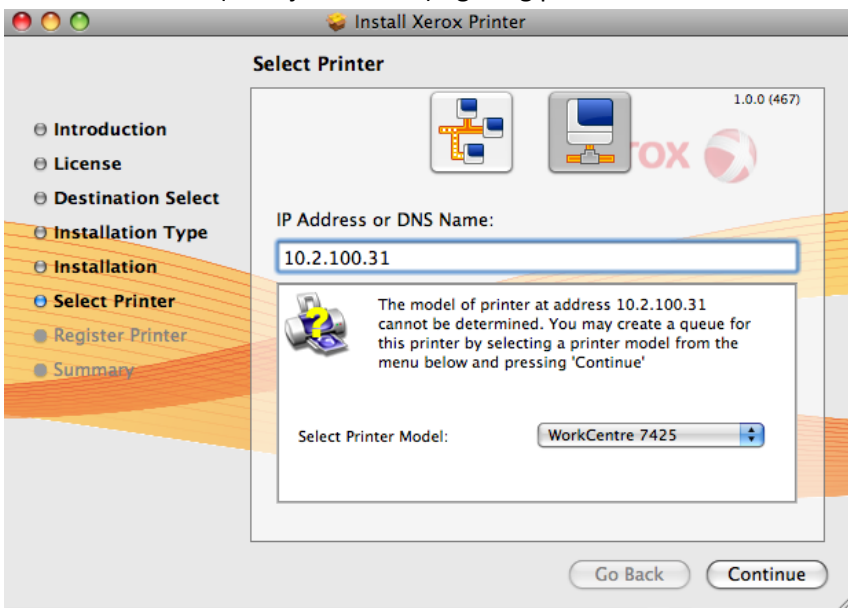 Install Xerox Printer
Select Printer
1.0.0 (467)
OX
Introduction
License
Destination Select
Installation Type
Installation
Select Printer
Register Printer
Summary
IP Address or DNS Name:
10.2.100.31
The model of printer at address 10.2.100.31
cannot be determined. You may create a queue for
this printer by selecting a printer model from the
menu below and pressing 'Continue'
Select Printer Model:
WorkCentre 7425
Go Back
Continue